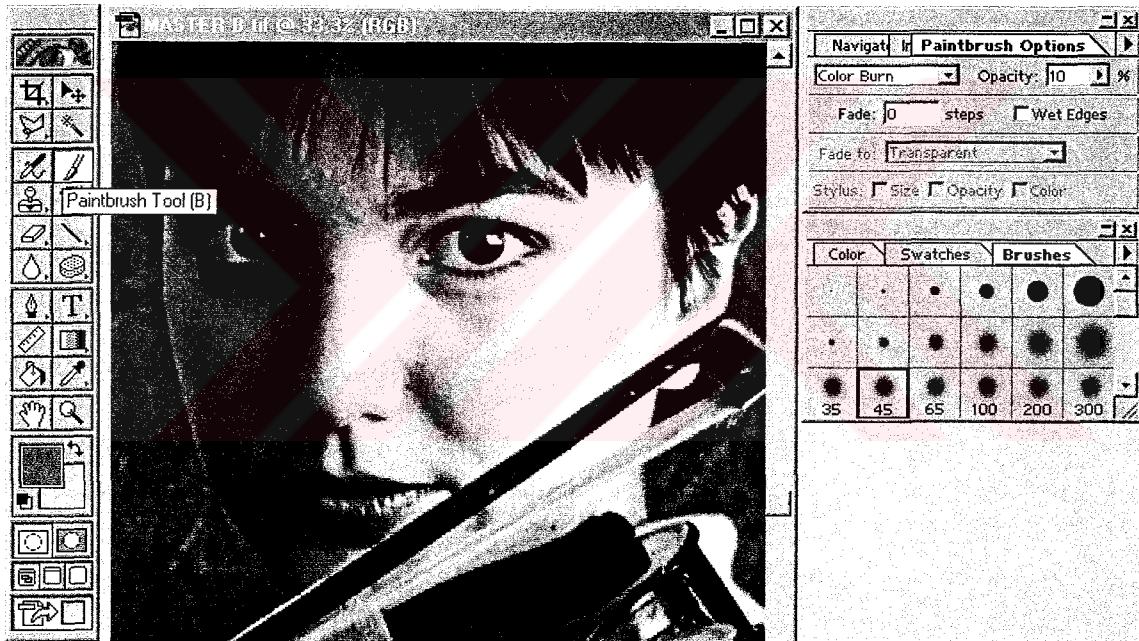 MASTER B.tif @ 33.3% (RGB)
Paintbrush Tool (B)
T
Navigat Ir Paintbrush Options
Color Burn Opacity: 10 %
Fade: 0 steps Wet Edges
Fade to: Transparent
Stylus: Size Opacity Color
Color Swatches Brushes
35 45 65 100 200 300